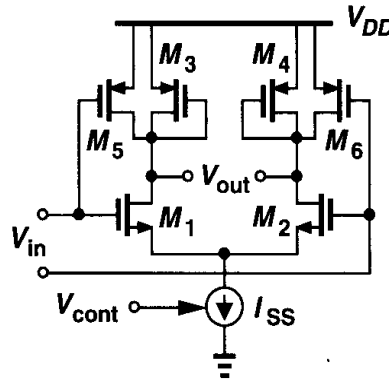 V_DD
M_3
M_4
M_5
M_6
V_out
M_1
M_2
V_in
V_cont
I_SS